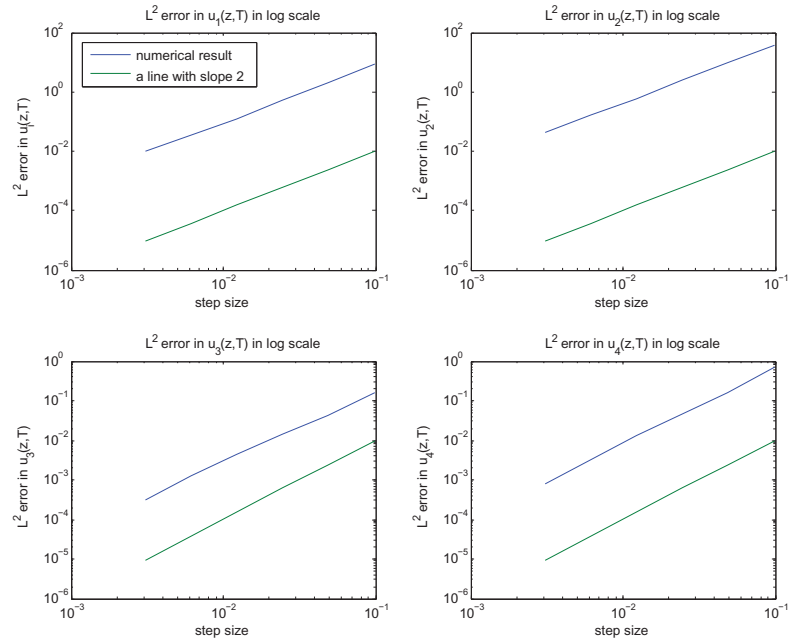 L² error in u₁(z,T) in log scale
L² error in u₁(z,T)
10²
10⁰
10⁻²
10⁻⁴
10⁻⁶
numerical result
a line with slope 2
10⁻³
10⁻²
10⁻¹
step size
L² error in u₂(z,T) in log scale
L² error in u₂(z,T)
10²
10⁰
10⁻²
10⁻⁴
10⁻⁶
10⁻³
10⁻²
10⁻¹
step size
L² error in u₃(z,T) in log scale
L² error in u₃(z,T)
10⁰
10⁻¹
10⁻²
10⁻³
10⁻⁴
10⁻⁵
10⁻⁶
10⁻³
10⁻²
10⁻¹
step size
L² error in u₄(z,T) in log scale
L² error in u₄(z,T)
10⁰
10⁻¹
10⁻²
10⁻³
10⁻⁴
10⁻⁵
10⁻⁶
10⁻³
10⁻²
10⁻¹
step size